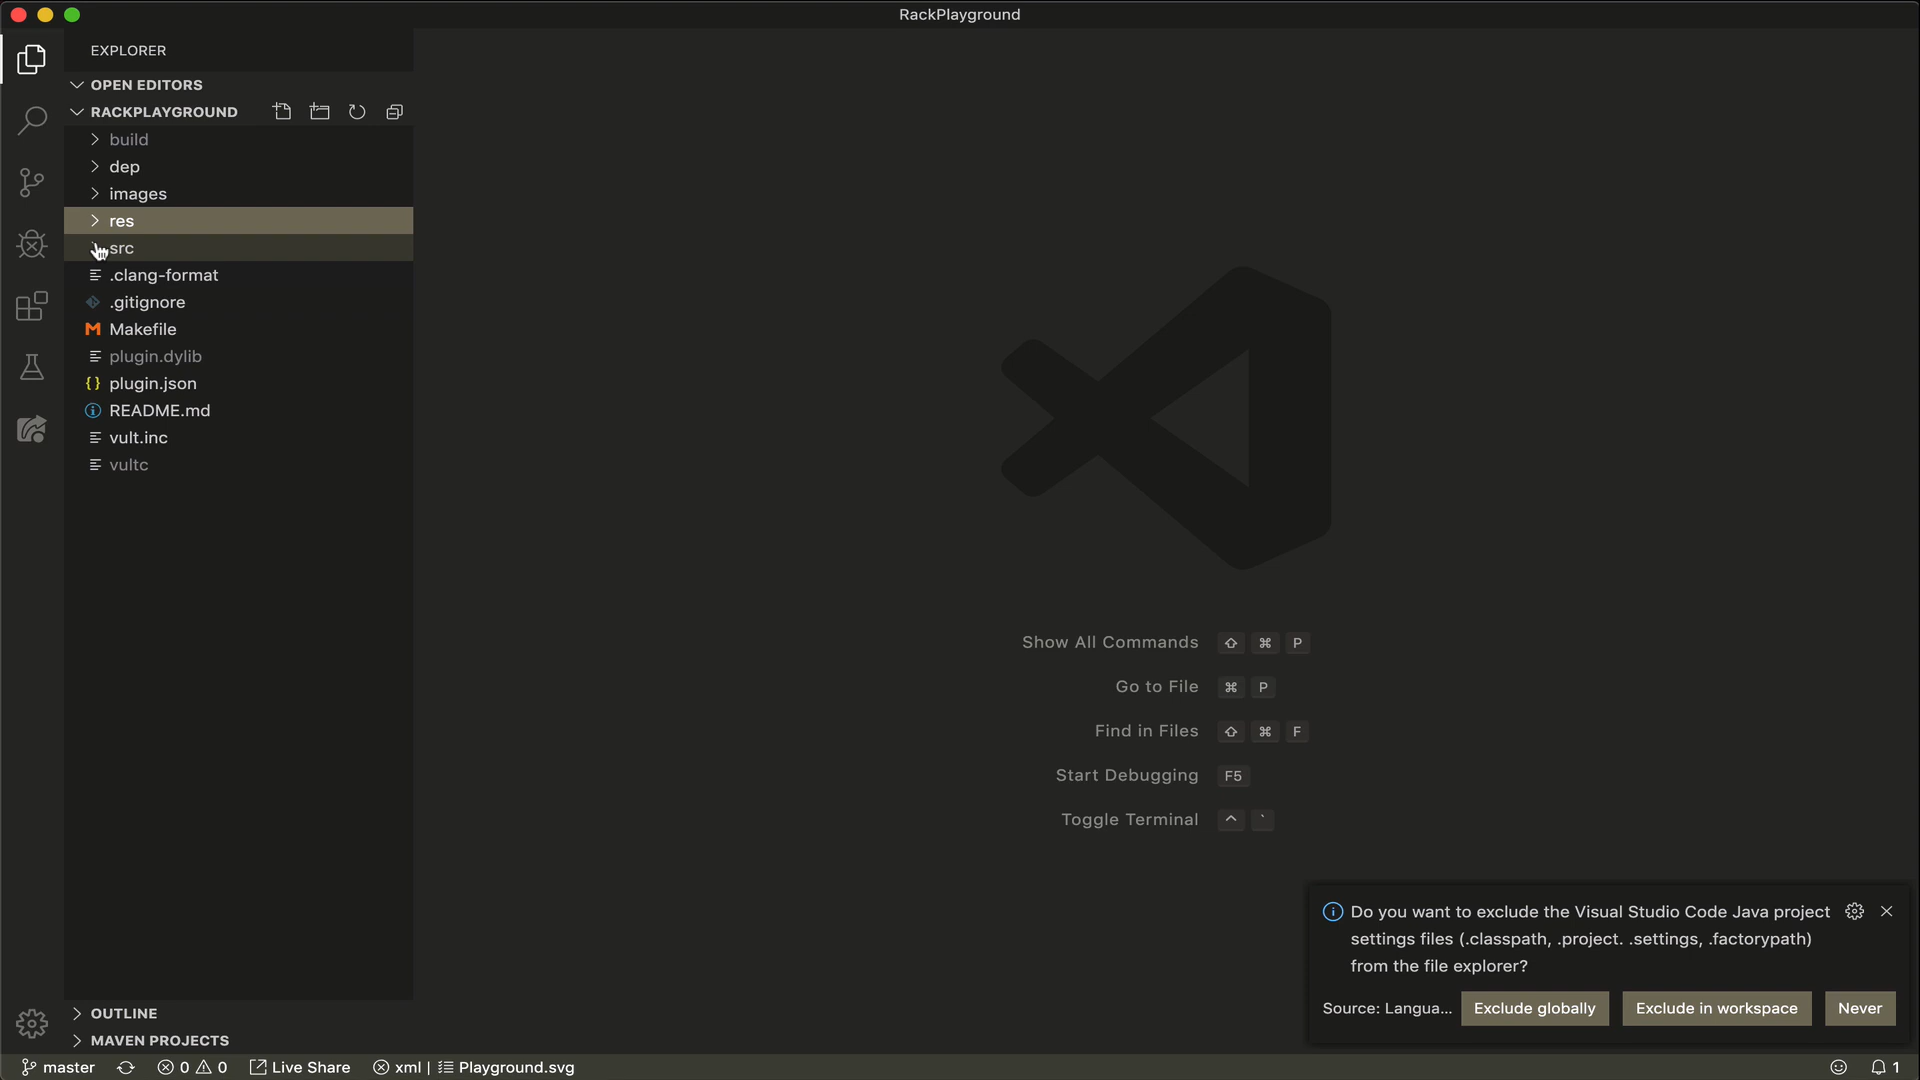 RackPlayground
EXPLORER
OPEN EDITORS
RACKPLAYGROUND
build
dep
images
res
src
.clang-format
.gitignore
Makefile
plugin.dylib
plugin.json
README.md
vult.inc
vultc
Show All Commands ⇧ ⌘ P
Go to File ⌘ P
Find in Files ⇧ ⌘ F
Start Debugging F5
Toggle Terminal ^ `
Do you want to exclude the Visual Studio Code Java project
settings files (.classpath, .project. .settings, .factorypath)
from the file explorer?
Source: Langua... Exclude globally Exclude in workspace Never
OUTLINE
MAVEN PROJECTS
master 0 0 Live Share xml | Playground.svg 1